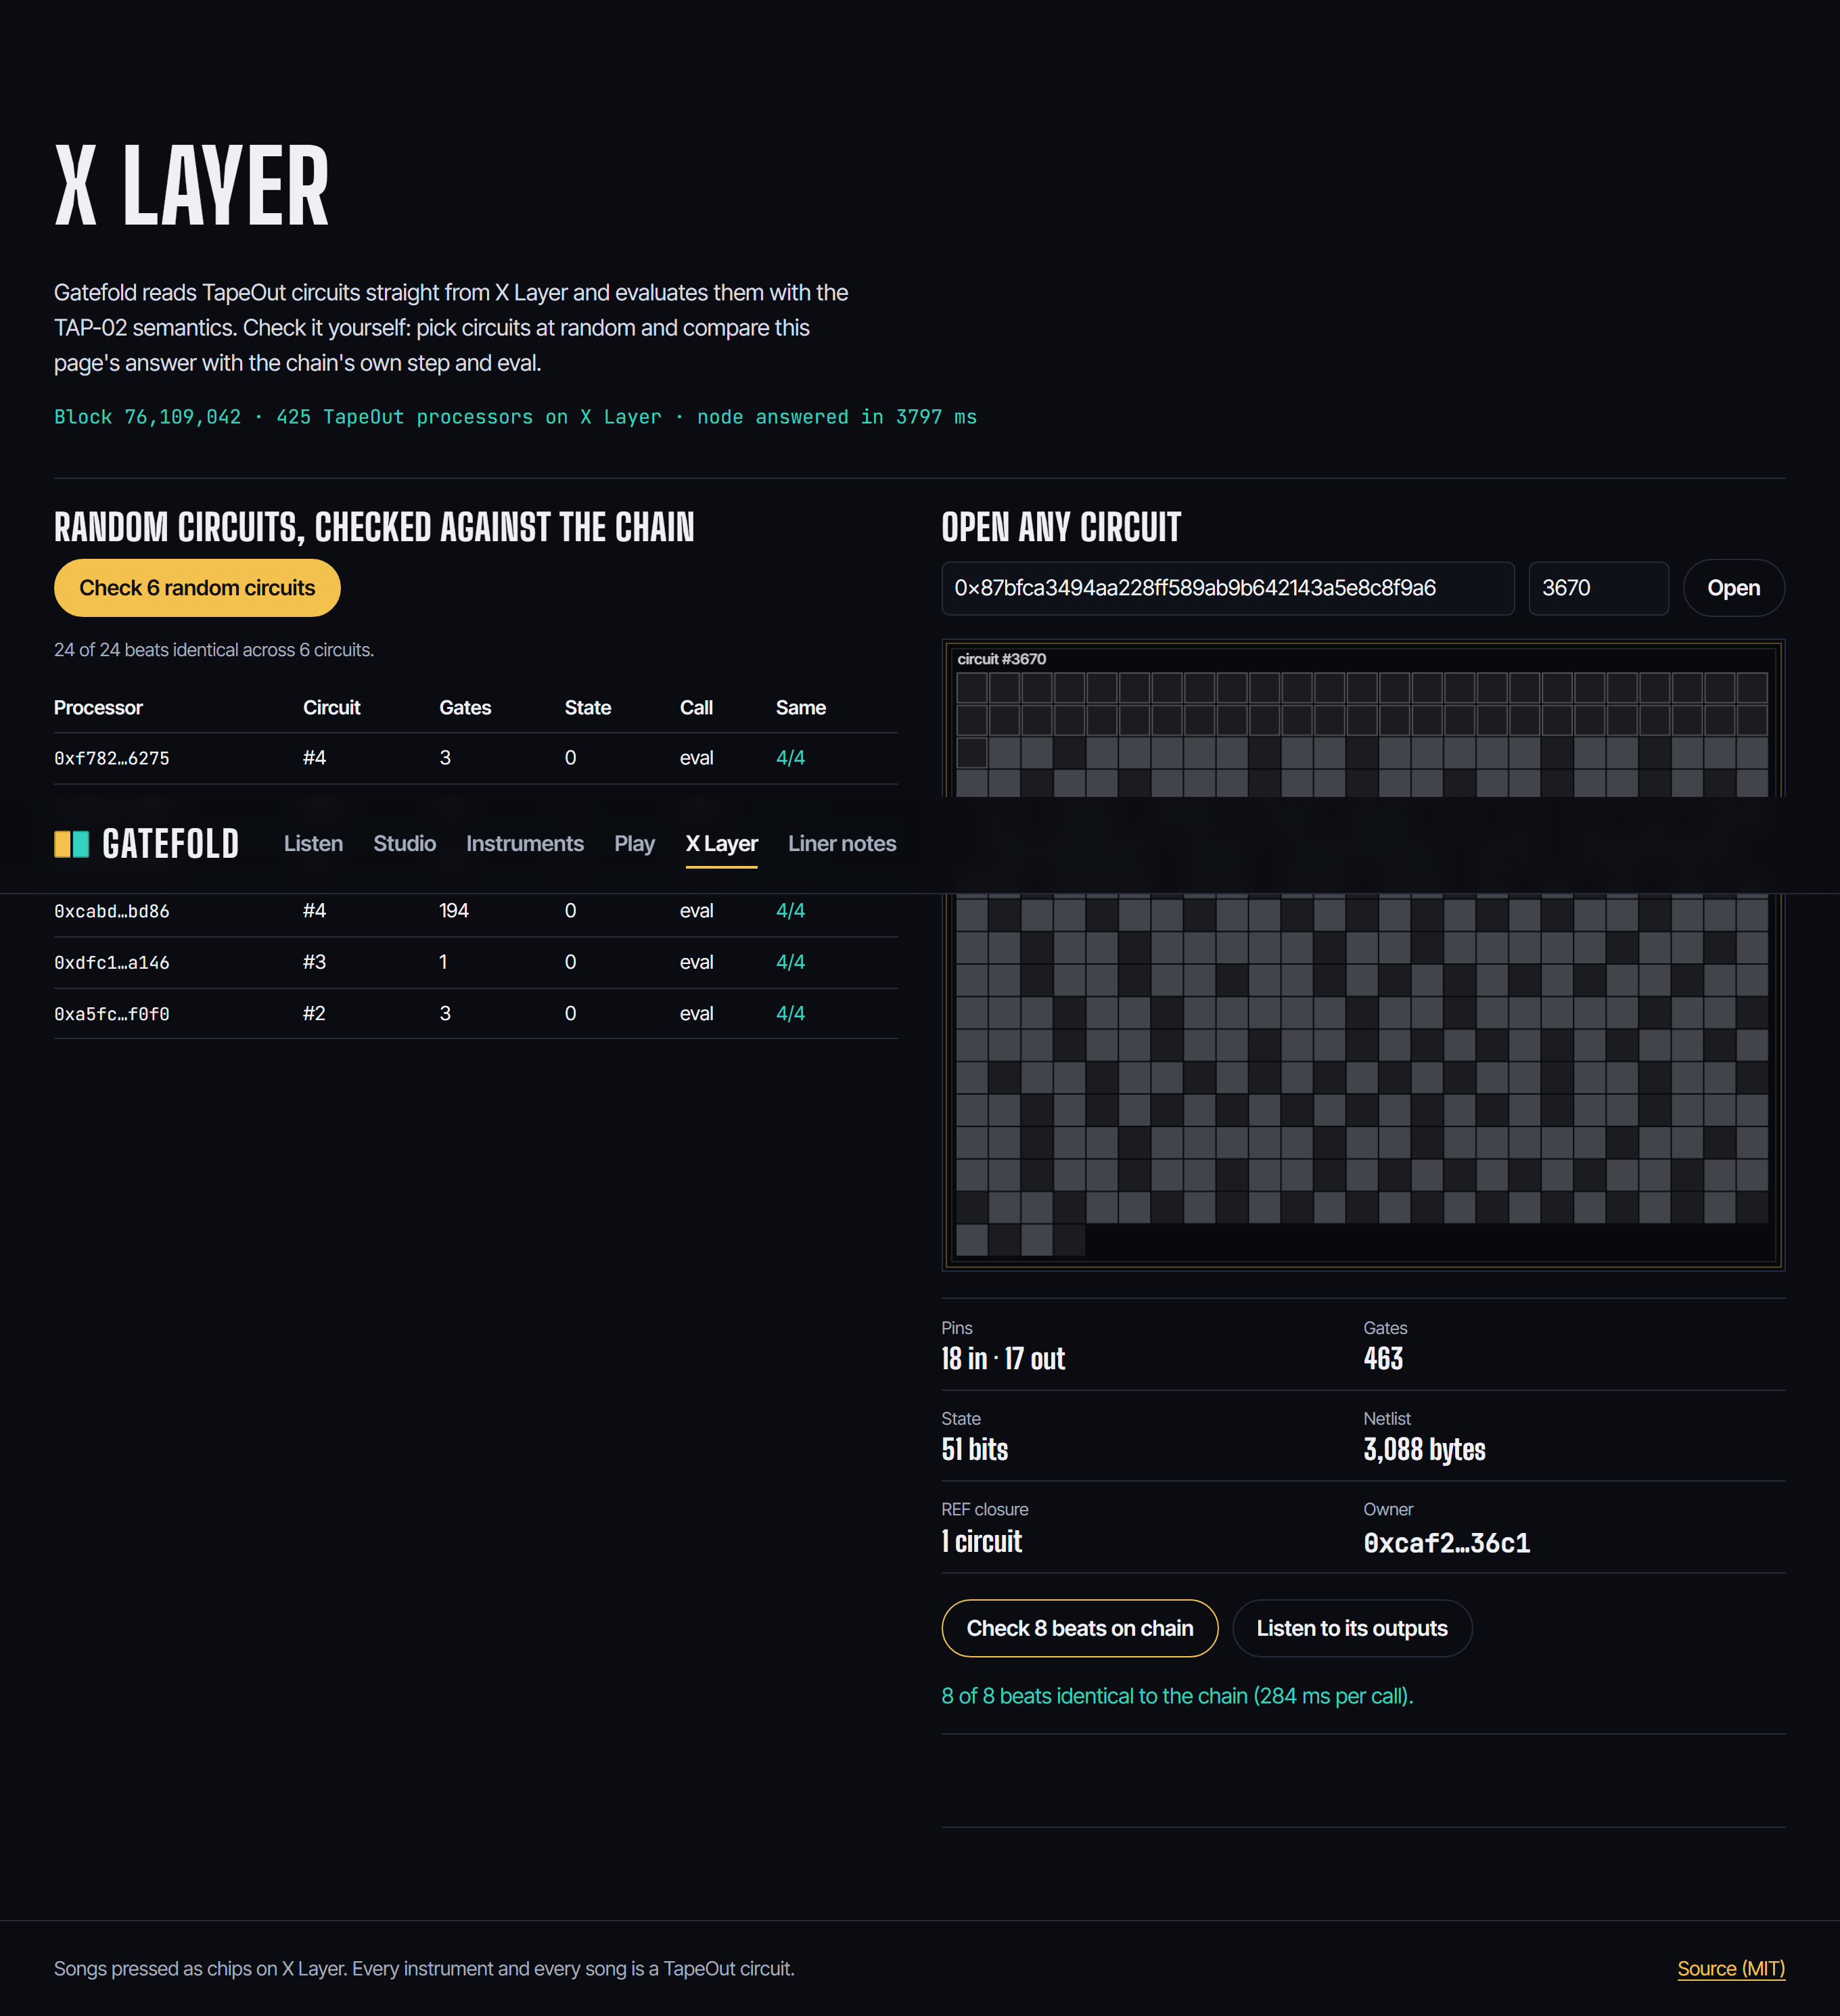 X LAYER
Gatefold reads TapeOut circuits straight from X Layer and evaluates them with the
TAP-02 semantics. Check it yourself: pick circuits at random and compare this
page's answer with the chain's own step and eval.
Block 76,109,042 · 425 TapeOut processors on X Layer · node answered in 3797 ms
RANDOM CIRCUITS, CHECKED AGAINST THE CHAIN
Check 6 random circuits
24 of 24 beats identical across 6 circuits.
Processor Circuit Gates State Call Same
0xf782…6275 #4 3 0 eval 4/4
GATEFOLD Listen Studio Instruments Play X Layer Liner notes
0xcabd…bd86 #4 194 0 eval 4/4
0xdfc1…a146 #3 1 0 eval 4/4
0xa5fc…f0f0 #2 3 0 eval 4/4
OPEN ANY CIRCUIT
0×87bfca3494aa228ff589ab9b642143a5e8c8f9a6 3670 Open
circuit #3670
Pins Gates
18 in · 17 out 463
State Netlist
51 bits 3,088 bytes
REF closure Owner
1 circuit 0xcaf2…36c1
Check 8 beats on chain Listen to its outputs
8 of 8 beats identical to the chain (284 ms per call).
Songs pressed as chips on X Layer. Every instrument and every song is a TapeOut circuit. Source (MIT)